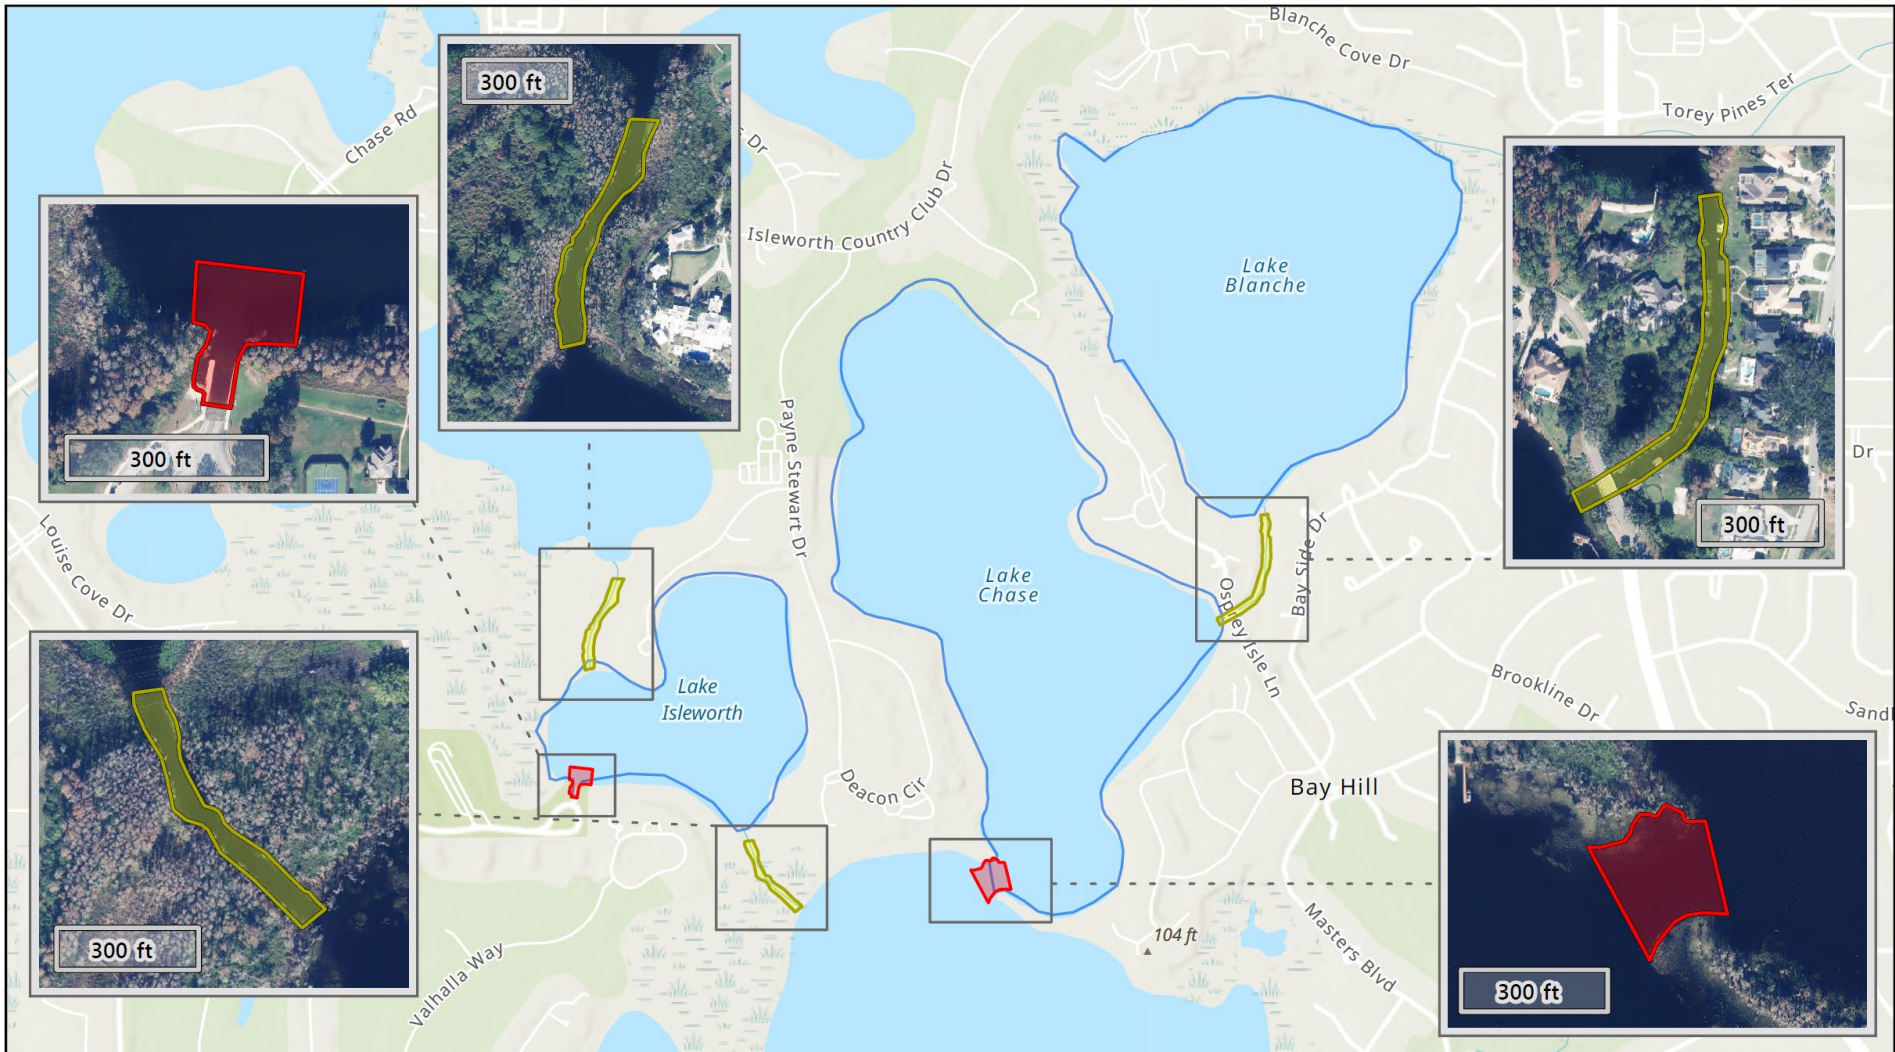 Blanche Cove Dr
300 ft
Torey Pines Ter
Chase Rd
s Dr
Isleworth Country Club Dr
Lake
Blanche
Payne Stewart Dr
300 ft
Dr
Louise Cove Dr
300 ft
Lake
Chase
Osprey Isle Ln
Bay Side Dr
Lake
Isleworth
Brookline Dr
Sandl
Deacon Cir
Bay Hill
300 ft
Valhalla Way
104 ft
Masters Blvd
300 ft